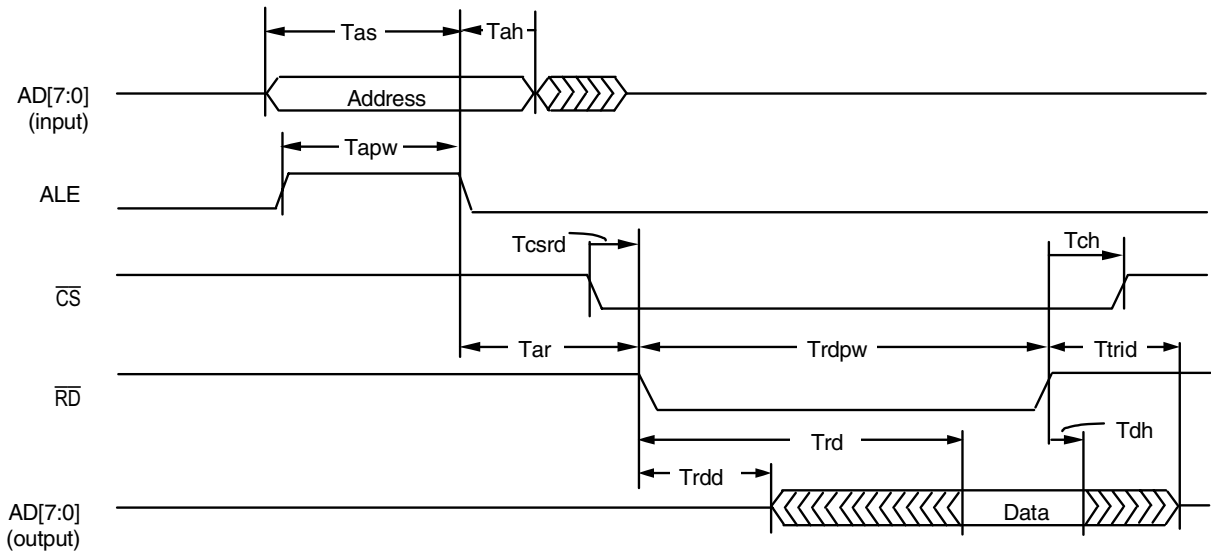 Tas
Tah
AD[7:0]
(input)
Address
Tapw
ALE
Tcsrd
Tch
CS
Tar
Trdpw
Ttrid
RD
Trd
Tdh
Trdd
AD[7:0]
(output)
Data